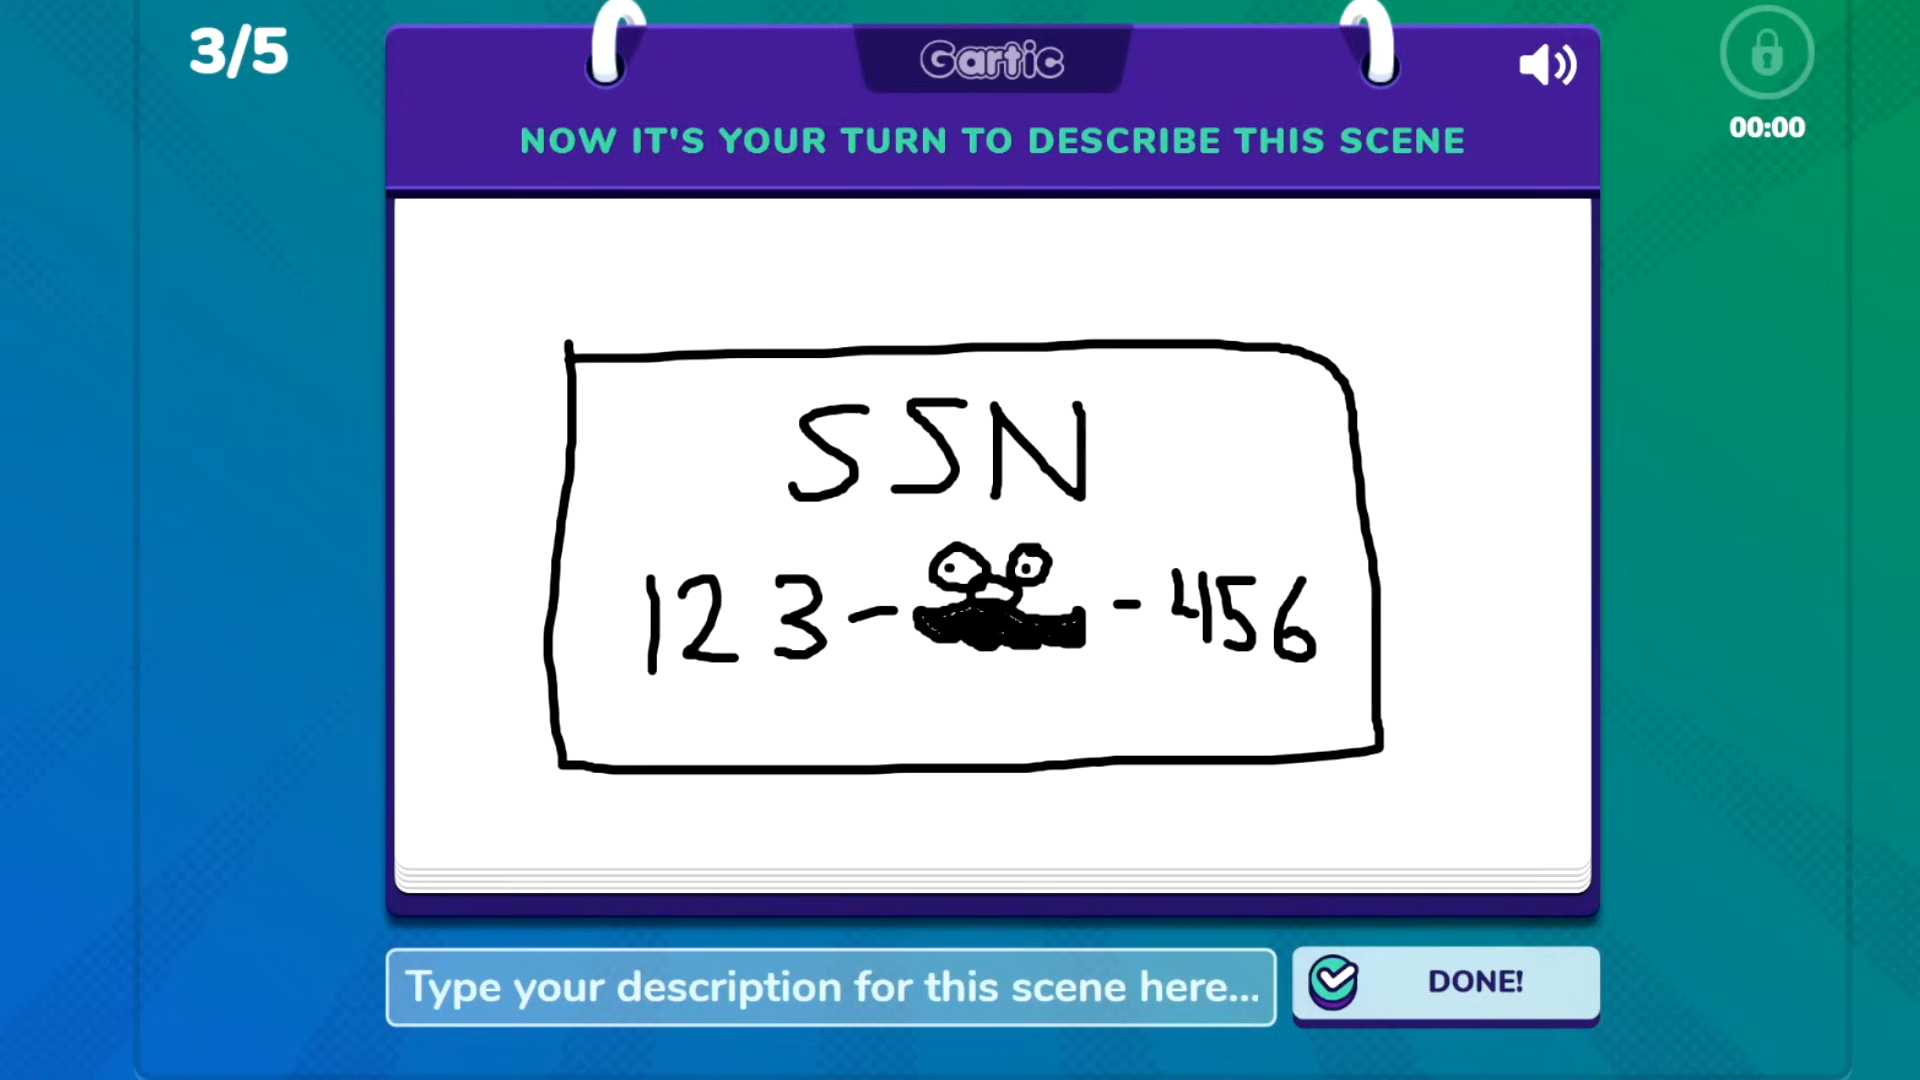 3/5
Gartic
00:00
NOW IT'S YOUR TURN TO DESCRIBE THIS SCENE
SSN
123- -456
Type your description for this scene here...
DONE!